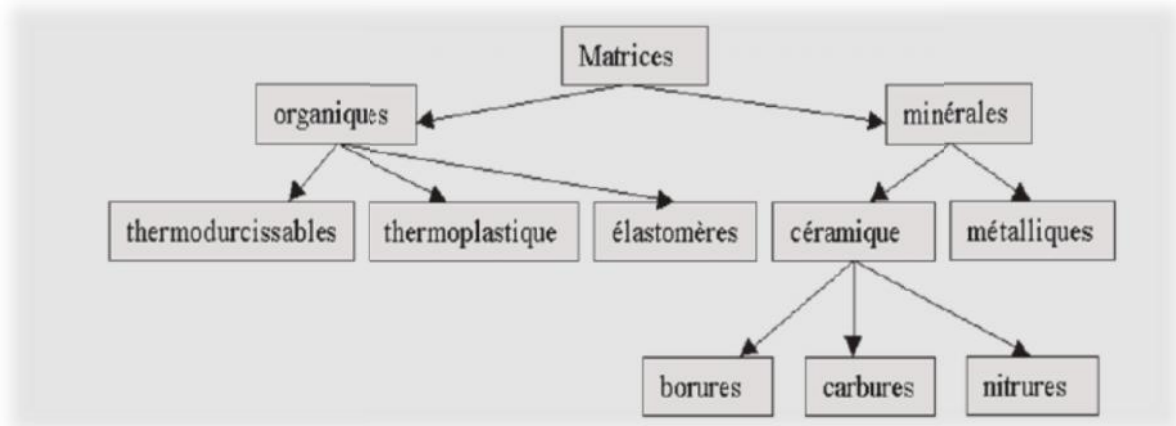 Matrices
organiques
minérales
thermodurcissables
thermoplastique
élastomères
céramique
métalliques
borures
carbures
nitrures